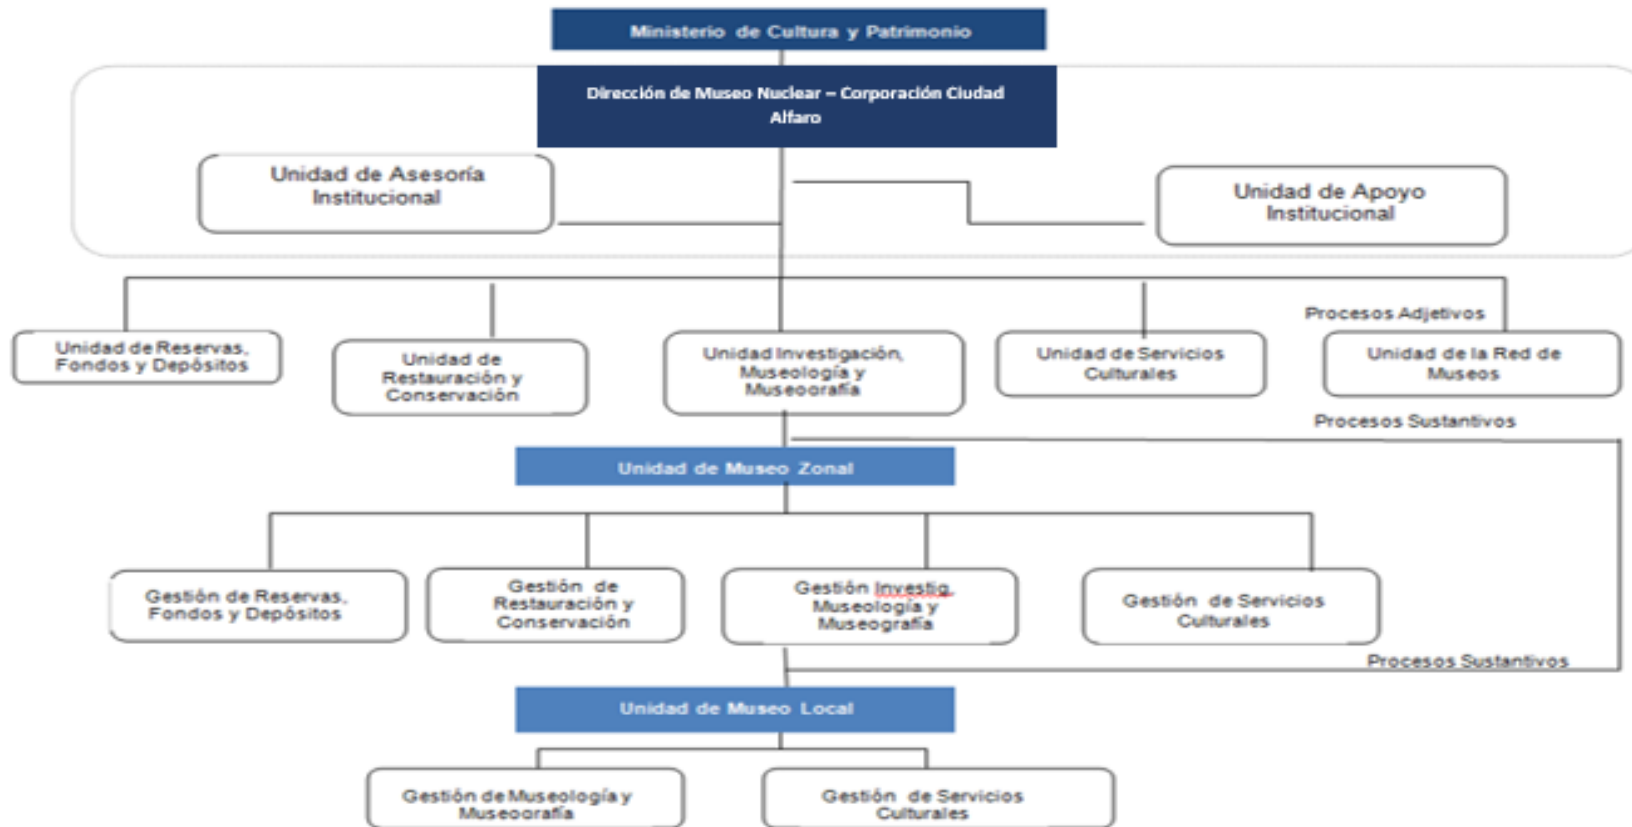 Ministerio de Cultura y Patrimonio
Dirección de Museo Nuclear – Corporación Ciudad
Alfaro
Unidad de Asesoría
Institucional
Unidad de Apoyo
Institucional
Procesos Adjetivos
Unidad de Reservas,
Fondos y Depósitos
Unidad de
Restauración y
Conservación
Unidad Investigación,
Museología y
Museografía
Unidad de Servicios
Culturales
Unidad de la Red de
Museos
Procesos Sustantivos
Unidad de Museo Zonal
Gestión de Reservas,
Fondos y Depósitos
Gestión de
Restauración y
Conservación
Gestión Investig,
Museología y
Museografía
Gestión de Servicios
Culturales
Procesos Sustantivos
Unidad de Museo Local
Gestión de Museología y
Museografía
Gestión de Servicios
Culturales